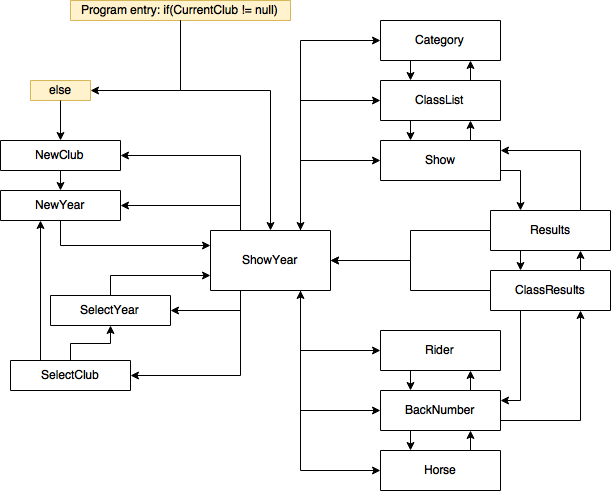 Program entry: if(CurrentClub != null)
Category
else
ClassList
NewClub
Show
NewYear
Results
ShowYear
ClassResults
SelectYear
Rider
SelectClub
BackNumber
Horse